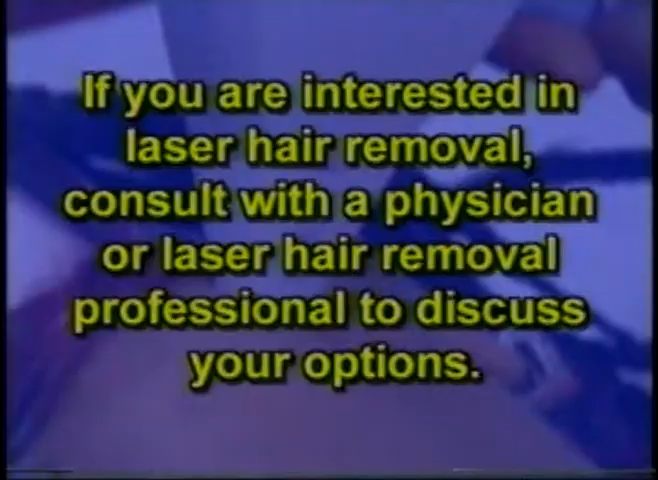 If you are interested in
laser hair removal,
consult with a physician
or laser hair removal
professional to discuss
your options.